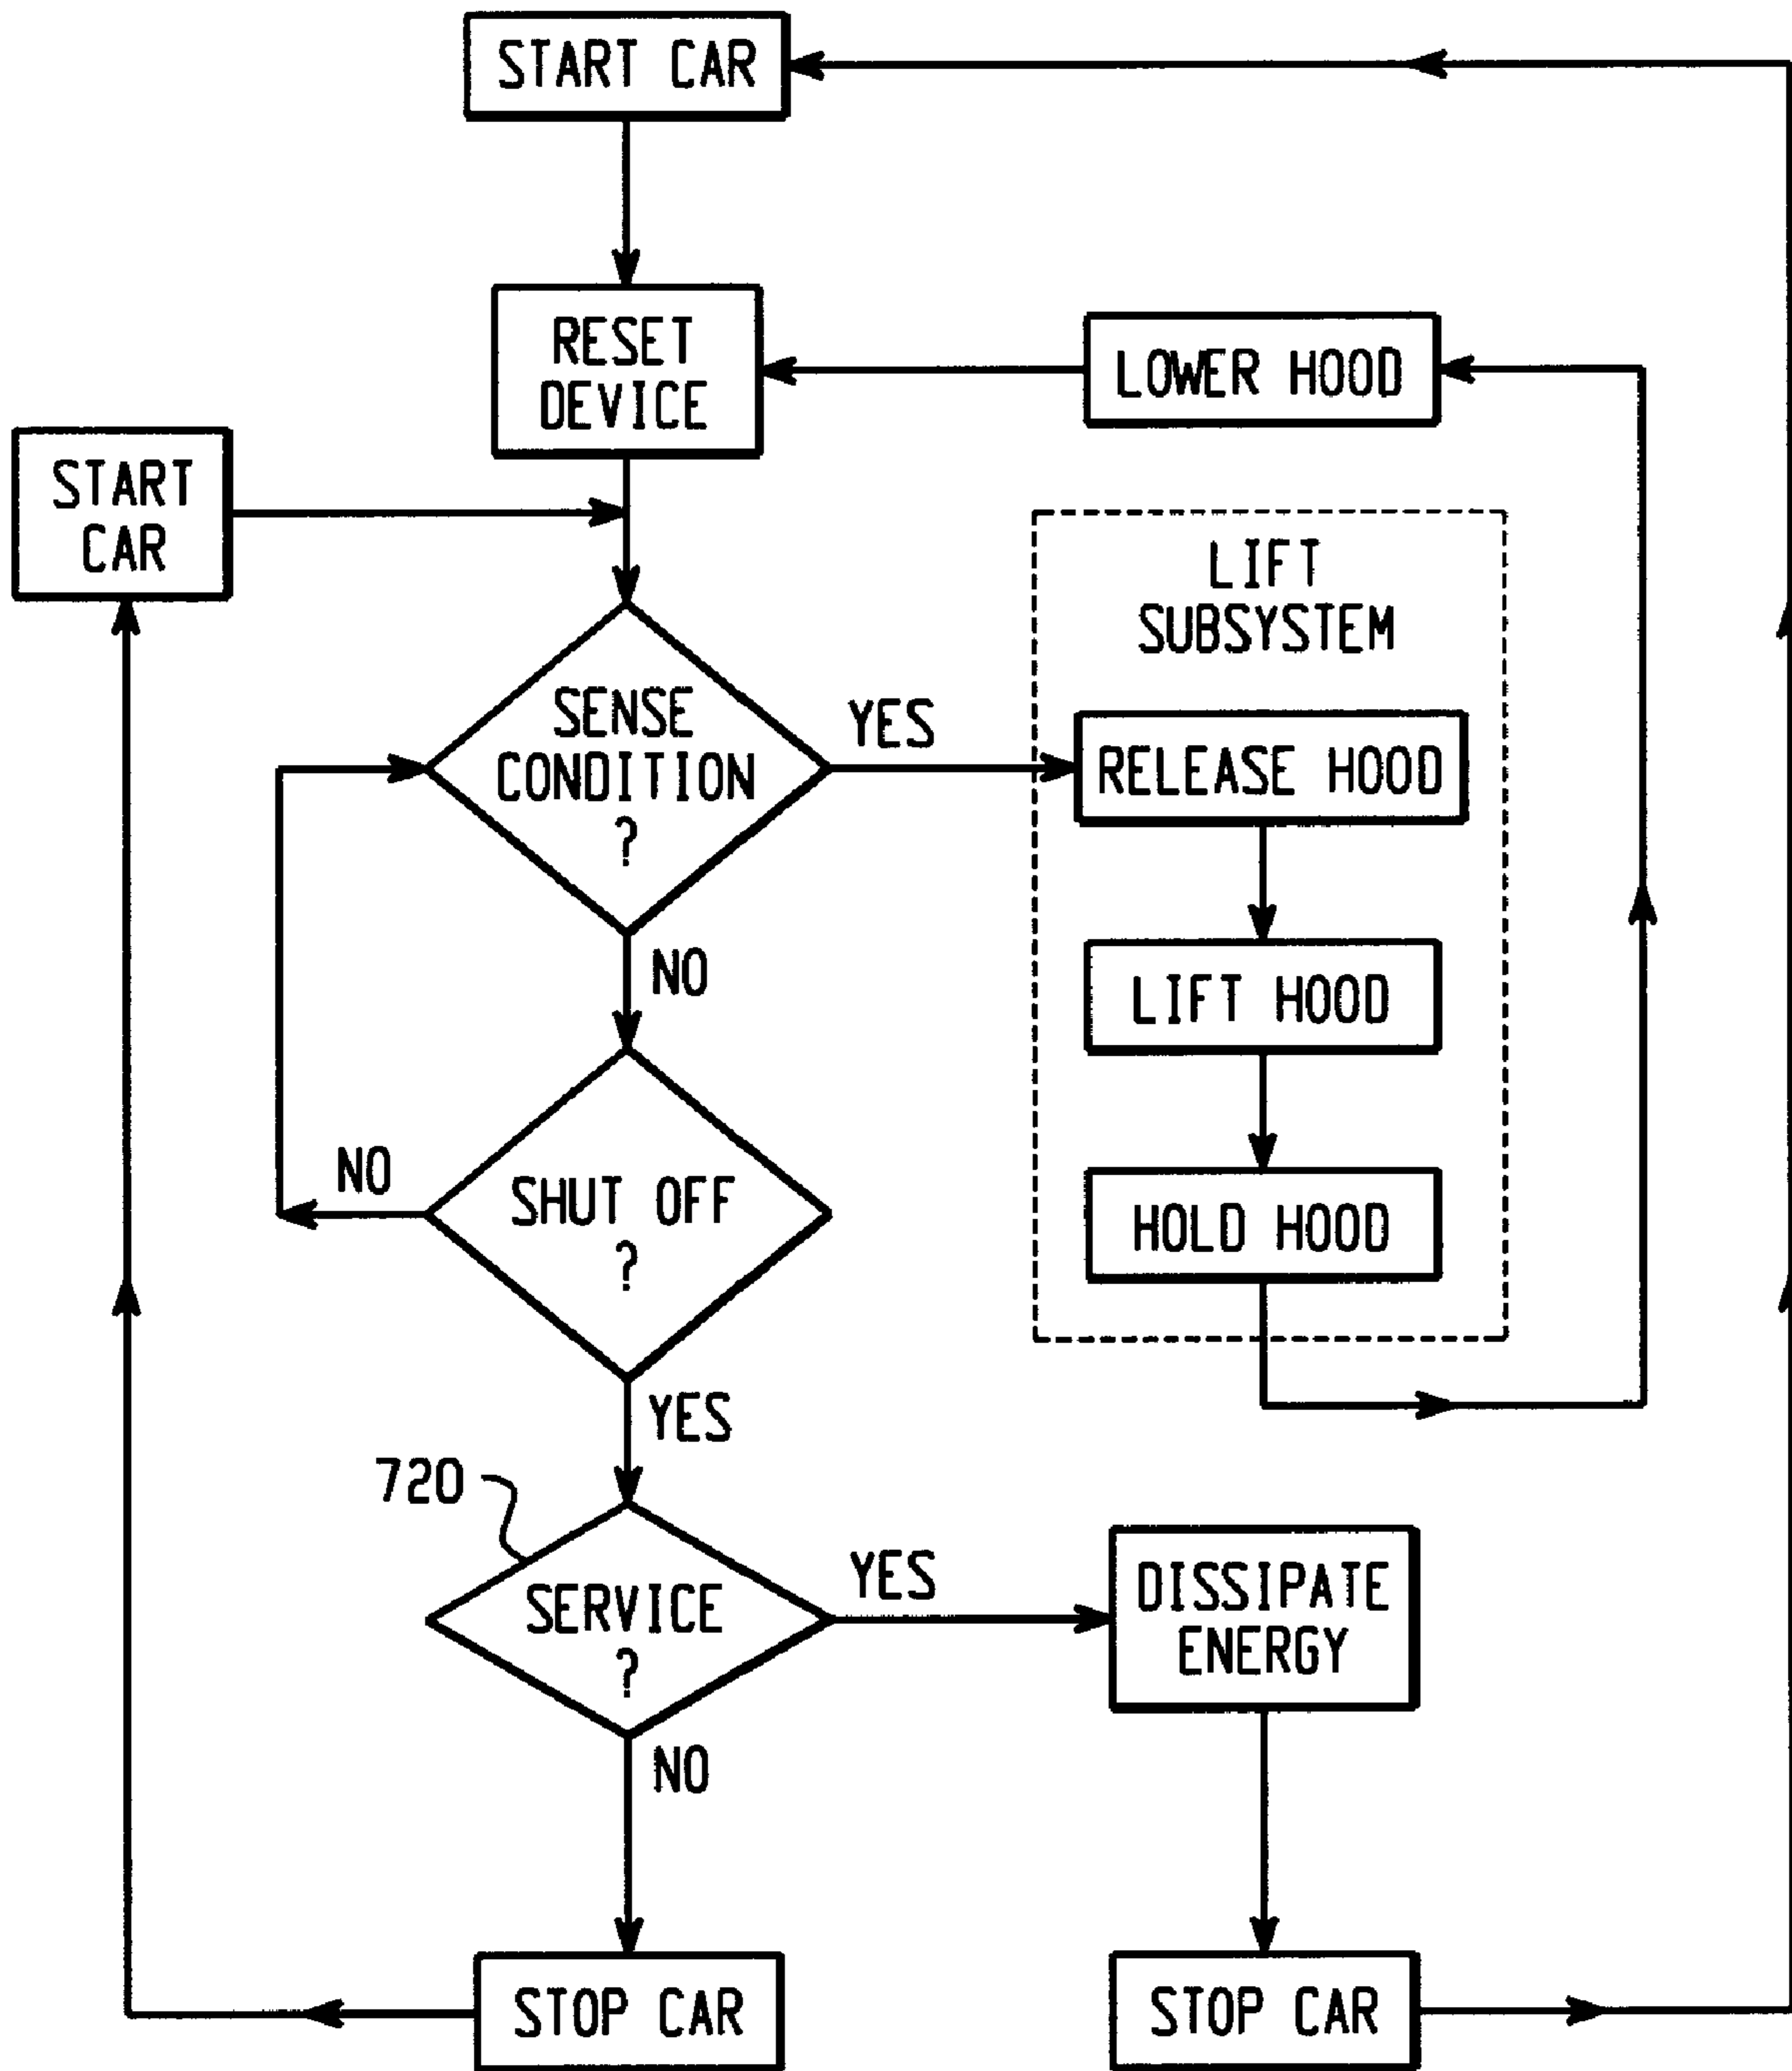 START CAR
RESET
DEVICE
LOWER HOOD
START
CAR
LIFT
SUBSYSTEM
SENSE
CONDITION
?
YES
RELEASE HOOD
NO
LIFT HOOD
NO
SHUT OFF
?
HOLD HOOD
YES
720
SERVICE
?
YES
DISSIPATE
ENERGY
NO
STOP CAR
STOP CAR